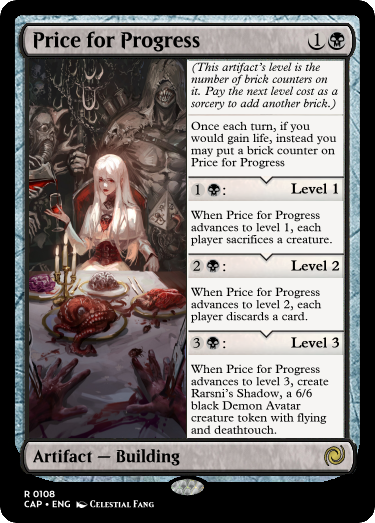 Price for Progress 1
(This artifact's level is the
number of brick counters on
it. Pay the next level cost as a
sorcery to add another brick.)
Once each turn, if you
would gain life, instead you
may put a brick counter on
Price for Progress
1 : Level 1
When Price for Progress
advances to level 1, each
player sacrifices a creature.
2 : Level 2
When Price for Progress
advances to level 2, each
player discards a card.
3 : Level 3
When Price for Progress
advances to level 3, create
Rarsni's Shadow, a 6/6
black Demon Avatar
creature token with flying
and deathtouch.
Artifact — Building
R 0108
CAP • ENG Celestial Fang